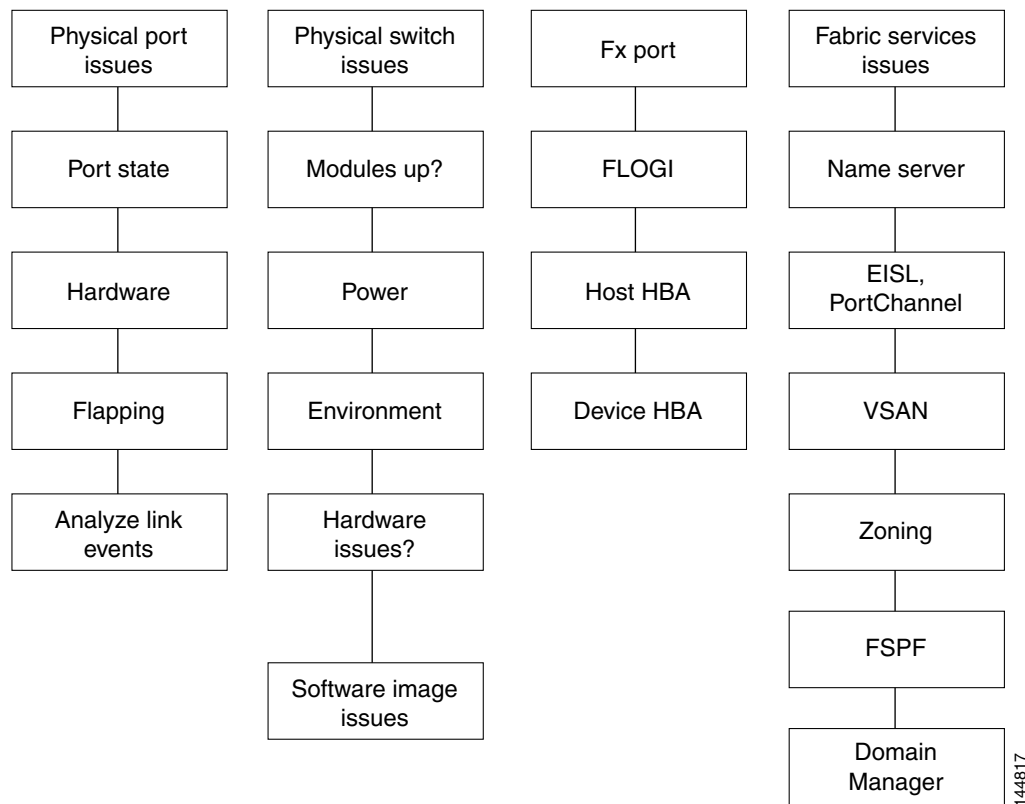 Physical port
issues
Port state
Hardware
Flapping
Analyze link
events
Physical switch
issues
Modules up?
Power
Environment
Hardware
issues?
Software image
issues
Fx port
FLOGI
Host HBA
Device HBA
Fabric services
issues
Name server
EISL,
PortChannel
VSAN
Zoning
FSPF
Domain
Manager
144817